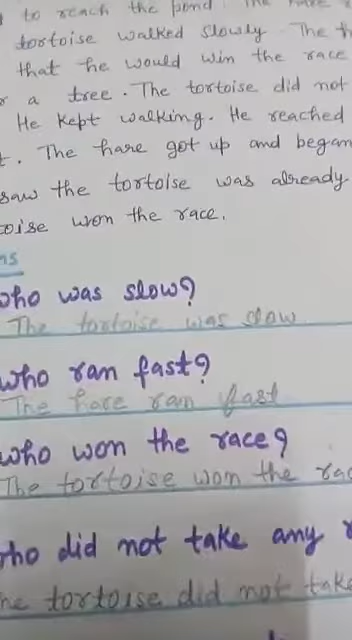 to reach the pond. The hare
tortoise walked slowly. The
that he would win the race
a tree. The tortoise did not
He kept walking. He reached
The hare got up and began
saw the tortoise was already
won the race.
who was slow?
The tortoise was slow
who ran fast?
The hare ran fast
who won the race?
The tortoise won the
who did not take any
tortoise did not take